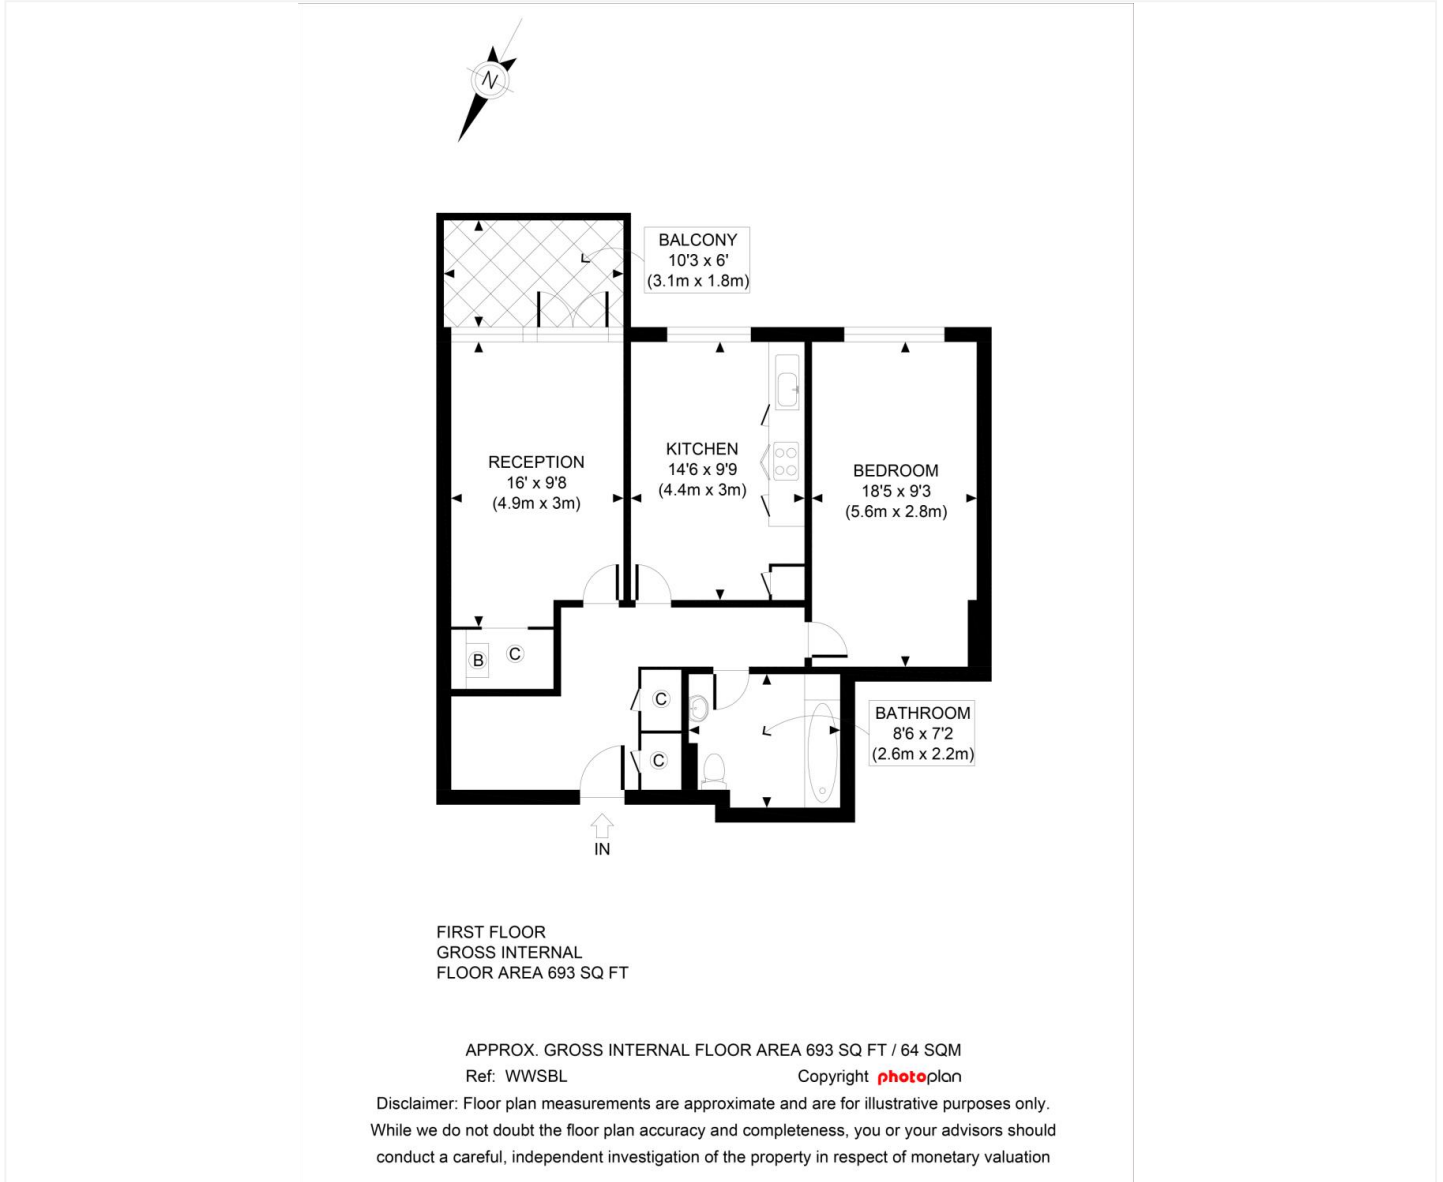 N
BALCONY
10'3 x 6'
(3.1m x 1.8m)
RECEPTION
16' x 9'8
(4.9m x 3m)
KITCHEN
14'6 x 9'9
(4.4m x 3m)
BEDROOM
18'5 x 9'3
(5.6m x 2.8m)
B
C
C
C
BATHROOM
8'6 x 7'2
(2.6m x 2.2m)
IN
FIRST FLOOR
GROSS INTERNAL
FLOOR AREA 693 SQ FT
APPROX. GROSS INTERNAL FLOOR AREA 693 SQ FT / 64 SQM
Ref: WWSBL Copyright photoplan
Disclaimer: Floor plan measurements are approximate and are for illustrative purposes only.
While we do not doubt the floor plan accuracy and completeness, you or your advisors should
conduct a careful, independent investigation of the property in respect of monetary valuation